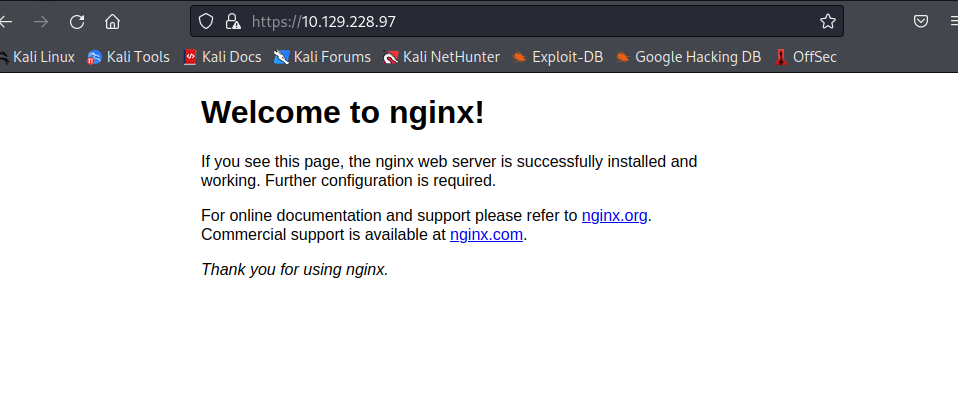 https://10.129.228.97
Kali Linux Kali Tools Kali Docs Kali Forums Kali NetHunter Exploit-DB Google Hacking DB OffSec
Welcome to nginx!
If you see this page, the nginx web server is successfully installed and
working. Further configuration is required.
For online documentation and support please refer to nginx.org.
Commercial support is available at nginx.com.
Thank you for using nginx.